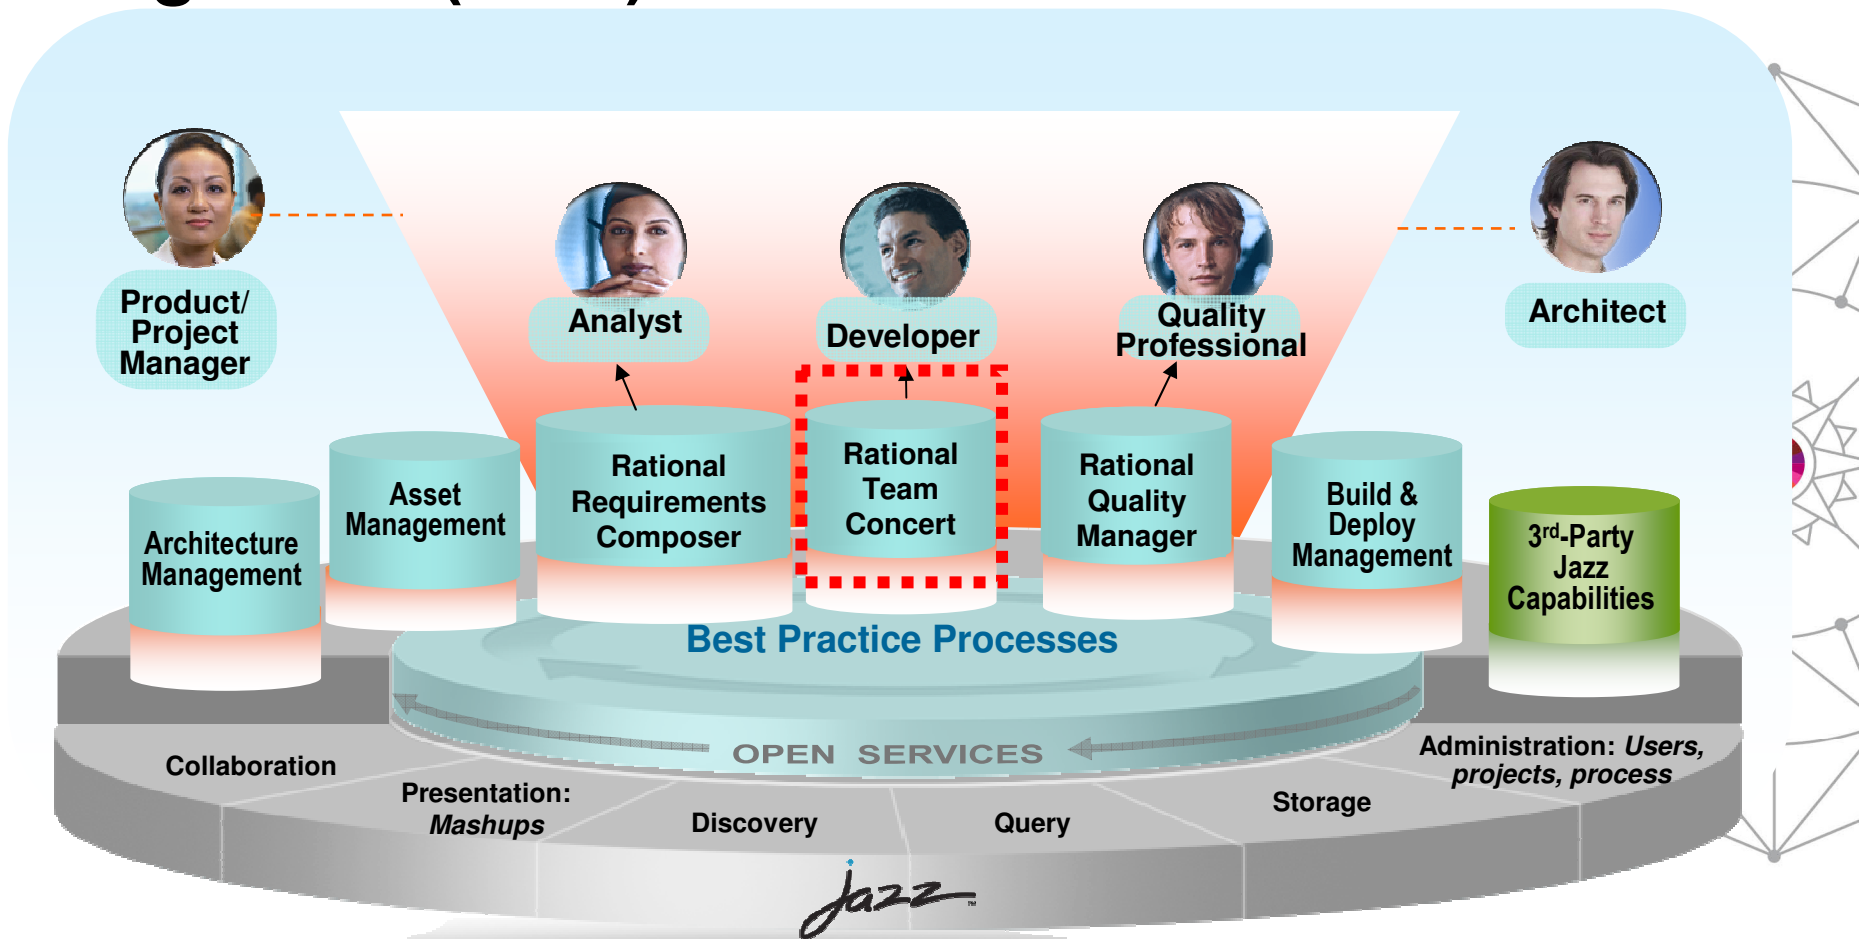 Product/
Project
Manager
Analyst
Developer
Quality
Professional
Architect
Architecture
Management
Asset
Management
Rational
Requirements
Composer
Rational
Team
Concert
Rational
Quality
Manager
Build &
Deploy
Management
3rd-Party
Jazz
Capabilities
Best Practice Processes
OPEN SERVICES
Collaboration
Presentation:
Mashups
Discovery
Query
Storage
Administration: Users,
projects, process
jazz